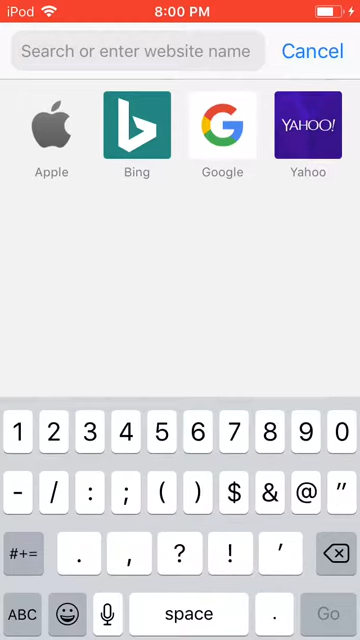 iPod 8:00 PM
Search or enter website name Cancel
YAHOO!
Apple Bing Google Yahoo
1 2 3 4 5 6 7 8 9 0
- / : ; ( ) $ & @ "
#+= . , ? ! '
ABC space . Go